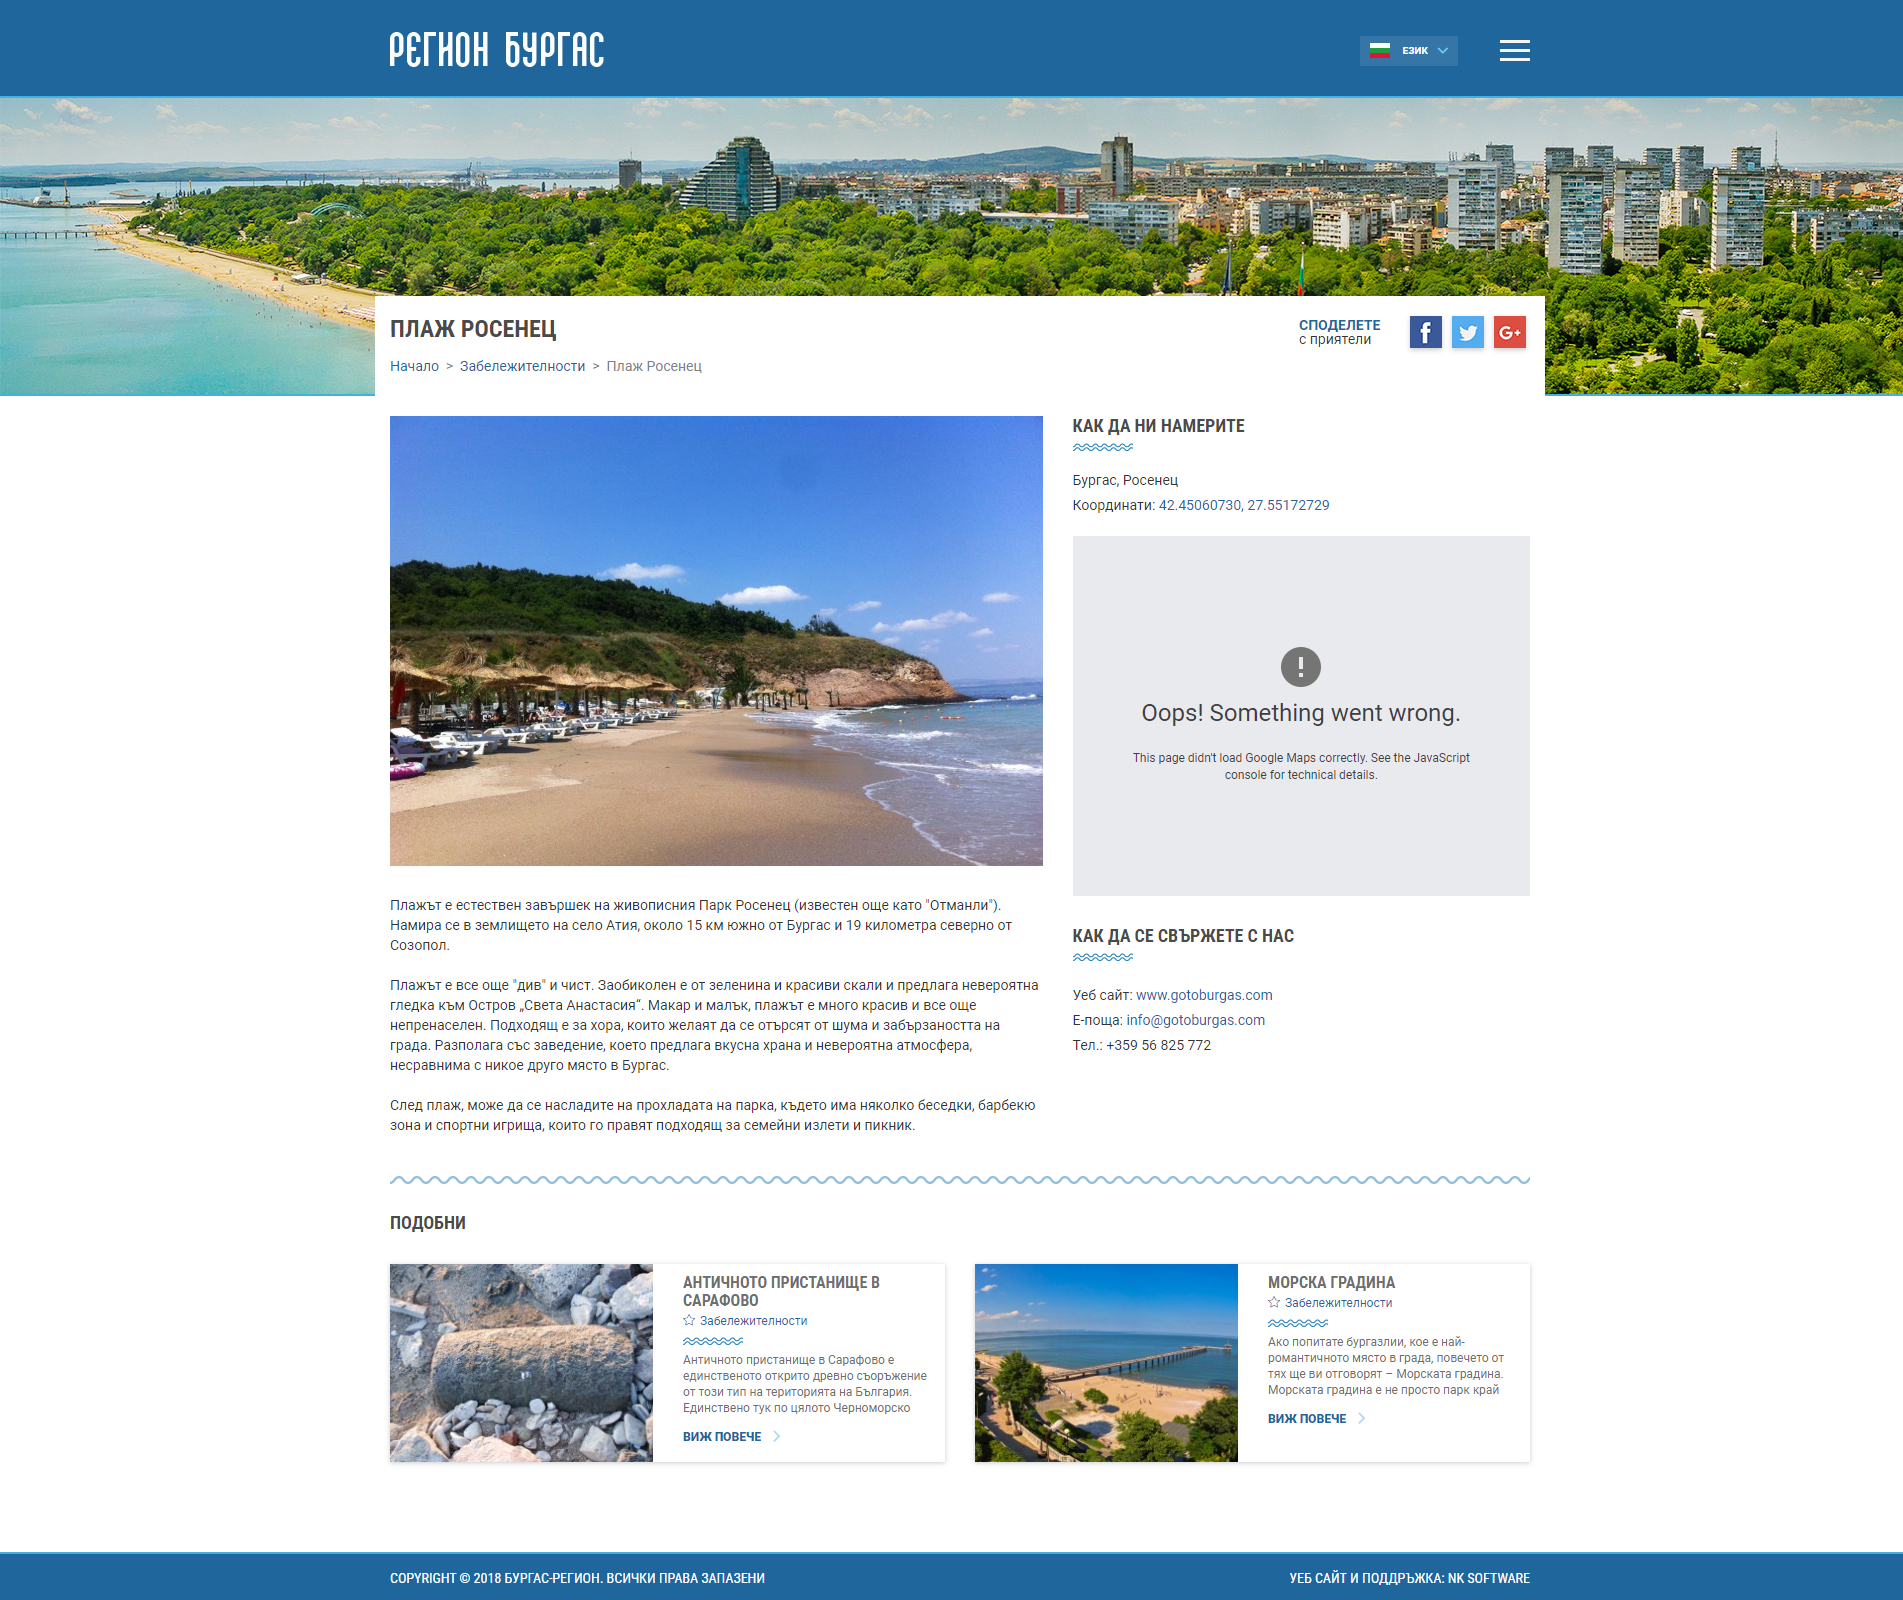 РЕГИОН БУРГАС
ЕЗИК
ПЛАЖ РОСЕНЕЦ
СПОДЕЛЕТЕ
с приятели
Начало > Забележителности > Плаж Росенец
КАК ДА НИ НАМЕРИТЕ
Бургас, Росенец
Координати: 42.45060730, 27.55172729
Oops! Something went wrong.
This page didn't load Google Maps correctly. See the JavaScript
console for technical details.
Плажът е естествен завършек на живописния Парк Росенец (известен още като "Отманли").
Намира се в землището на село Атия, около 15 км южно от Бургас и 19 километра северно от
Созопол.
Плажът е все още "див" и чист. Заобиколен е от зеленина и красиви скали и предлага невероятна
гледка към Остров „Света Анастасия“. Макар и малък, плажът е много красив и все още
непренаселен. Подходящ е за хора, които желаят да се отърсят от шума и забързаността на
града. Разполага със заведение, което предлага вкусна храна и невероятна атмосфера,
несравнима с никое друго място в Бургас.
След плаж, може да се насладите на прохладата на парка, където има няколко беседки, барбекю
зона и спортни игрища, които го правят подходящ за семейни излети и пикник.
КАК ДА СЕ СВЪРЖЕТЕ С НАС
Уеб сайт: www.gotoburgas.com
Е-поща: info@gotoburgas.com
Тел.: +359 56 825 772
ПОДОБНИ
АНТИЧНОТО ПРИСТАНИЩЕ В
САРАФОВО
Забележителности
Античното пристанище в Сарафово е
единственото открито древно съоръжение
от този тип на територията на България.
Единствено тук по цялото Черноморско
ВИЖ ПОВЕЧЕ
МОРСКА ГРАДИНА
Забележителности
Ако попитате бургазлии, кое е най-
романтичното място в града, повечето от
тях ще ви отговорят – Морската градина.
Морската градина е не просто парк край
ВИЖ ПОВЕЧЕ
COPYRIGHT © 2018 БУРГАС-РЕГИОН. ВСИЧКИ ПРАВА ЗАПАЗЕНИ
УЕБ САЙТ И ПОДДРЪЖКА: NK SOFTWARE